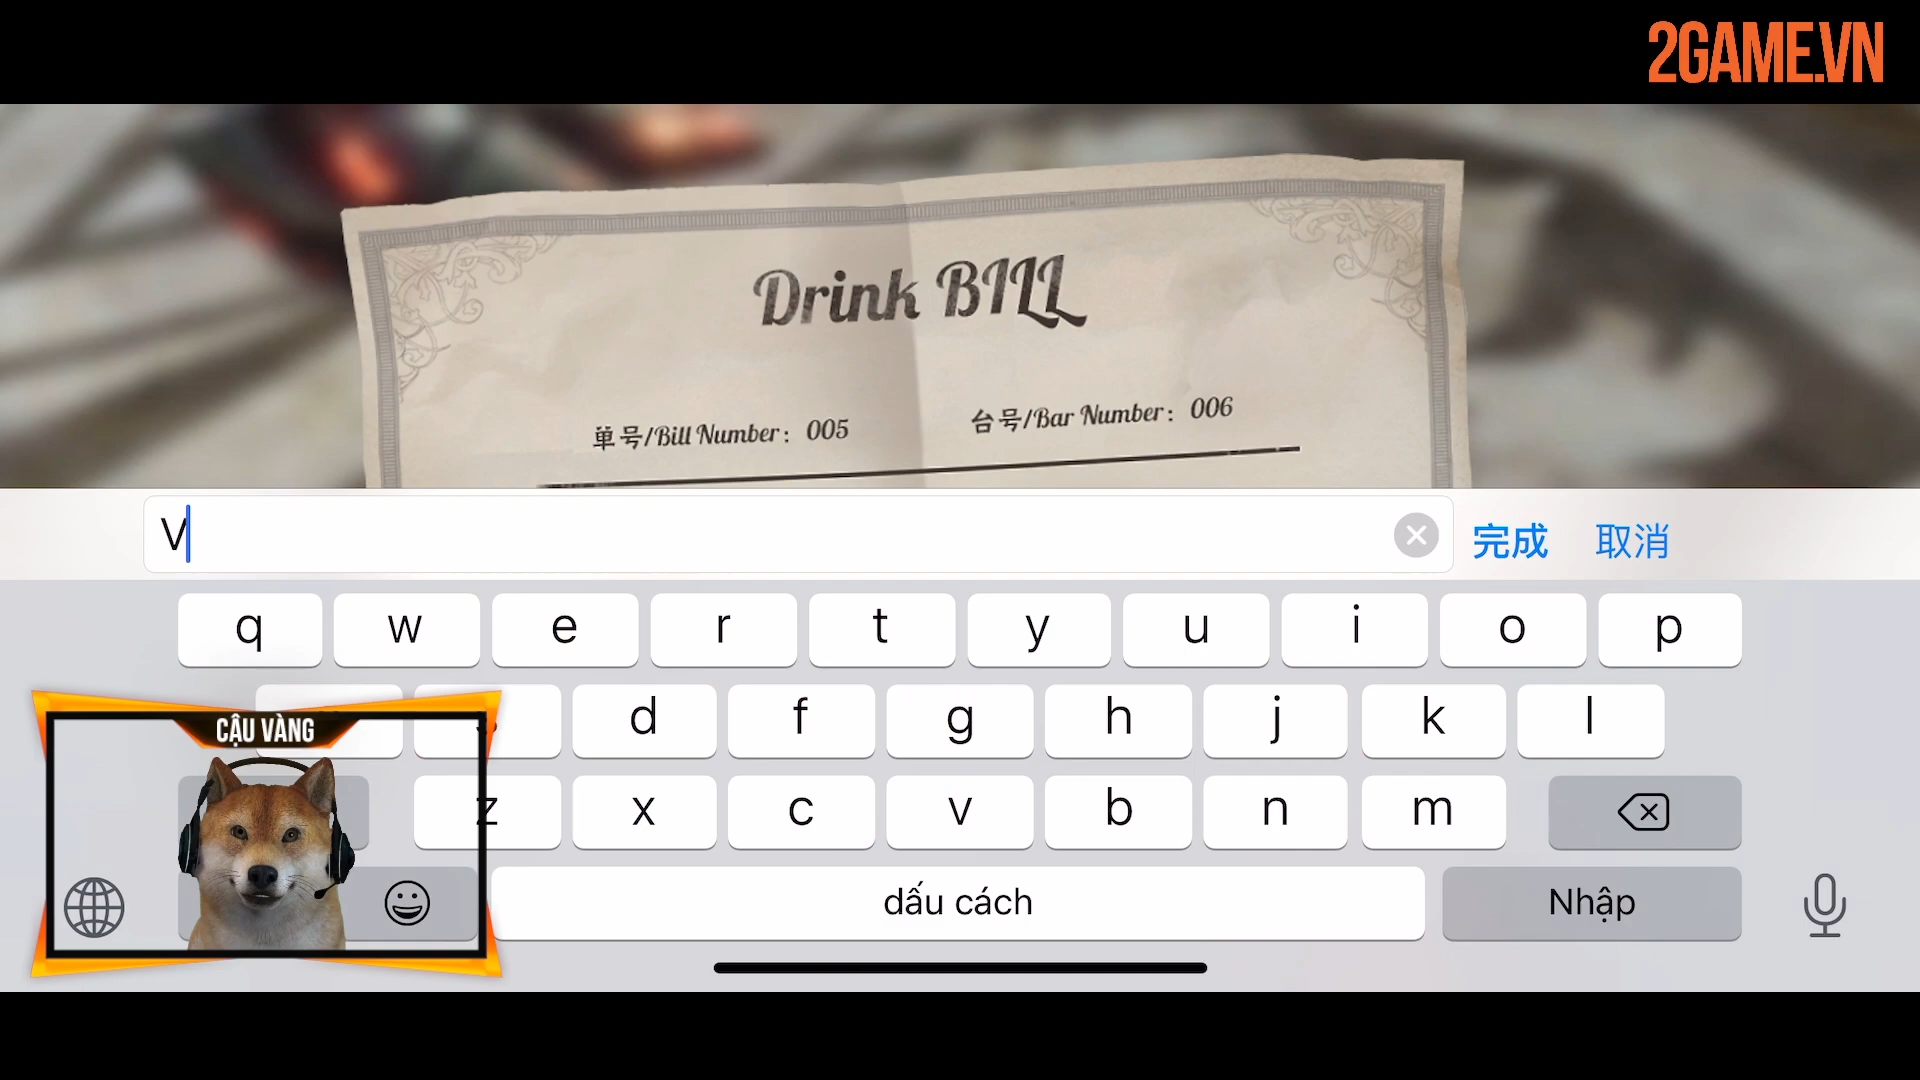 2GAME.VN
Drink BILL
单号/Bill Number: 005
台号/Bar Number: 006
V
完成
取消
q w e r t y u i o p
d f g h j k l
z x c v b n m
dấu cách
Nhập
CẬU VÀNG